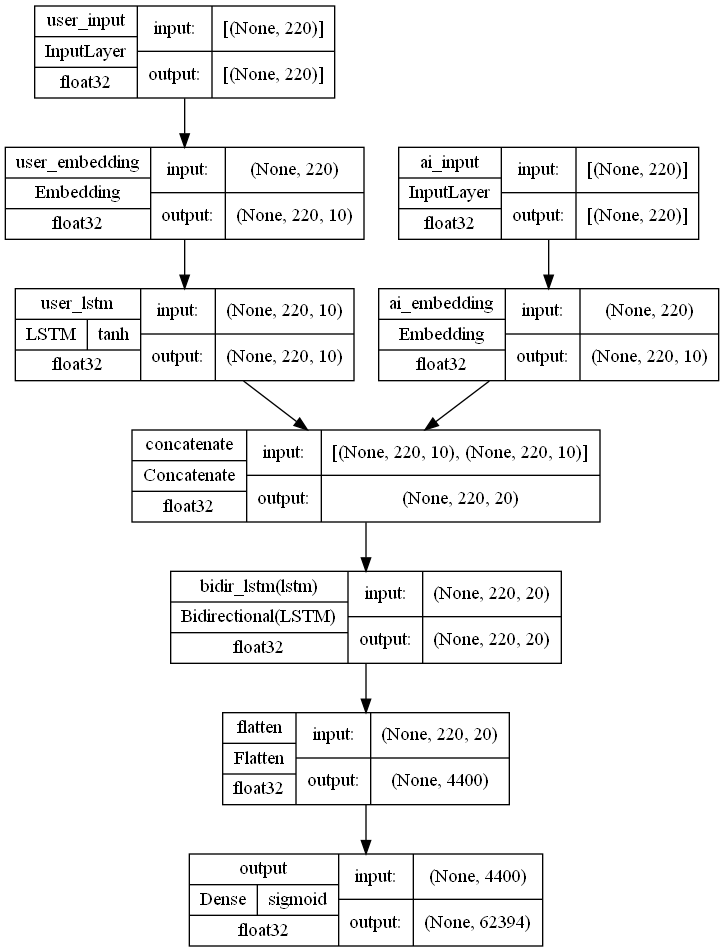 user_input
InputLayer
float32
input:
[(None, 220)]
output:
[(None, 220)]
user_embedding
Embedding
float32
input:
(None, 220)
output:
(None, 220, 10)
ai_input
InputLayer
float32
input:
[(None, 220)]
output:
[(None, 220)]
user_lstm
LSTM tanh
float32
input:
(None, 220, 10)
output:
(None, 220, 10)
ai_embedding
Embedding
float32
input:
(None, 220)
output:
(None, 220, 10)
concatenate
Concatenate
float32
input:
[(None, 220, 10), (None, 220, 10)]
output:
(None, 220, 20)
bidir_lstm(lstm)
Bidirectional(LSTM)
float32
input:
(None, 220, 20)
output:
(None, 220, 20)
flatten
Flatten
float32
input:
(None, 220, 20)
output:
(None, 4400)
output
Dense sigmoid
float32
input:
(None, 4400)
output:
(None, 62394)